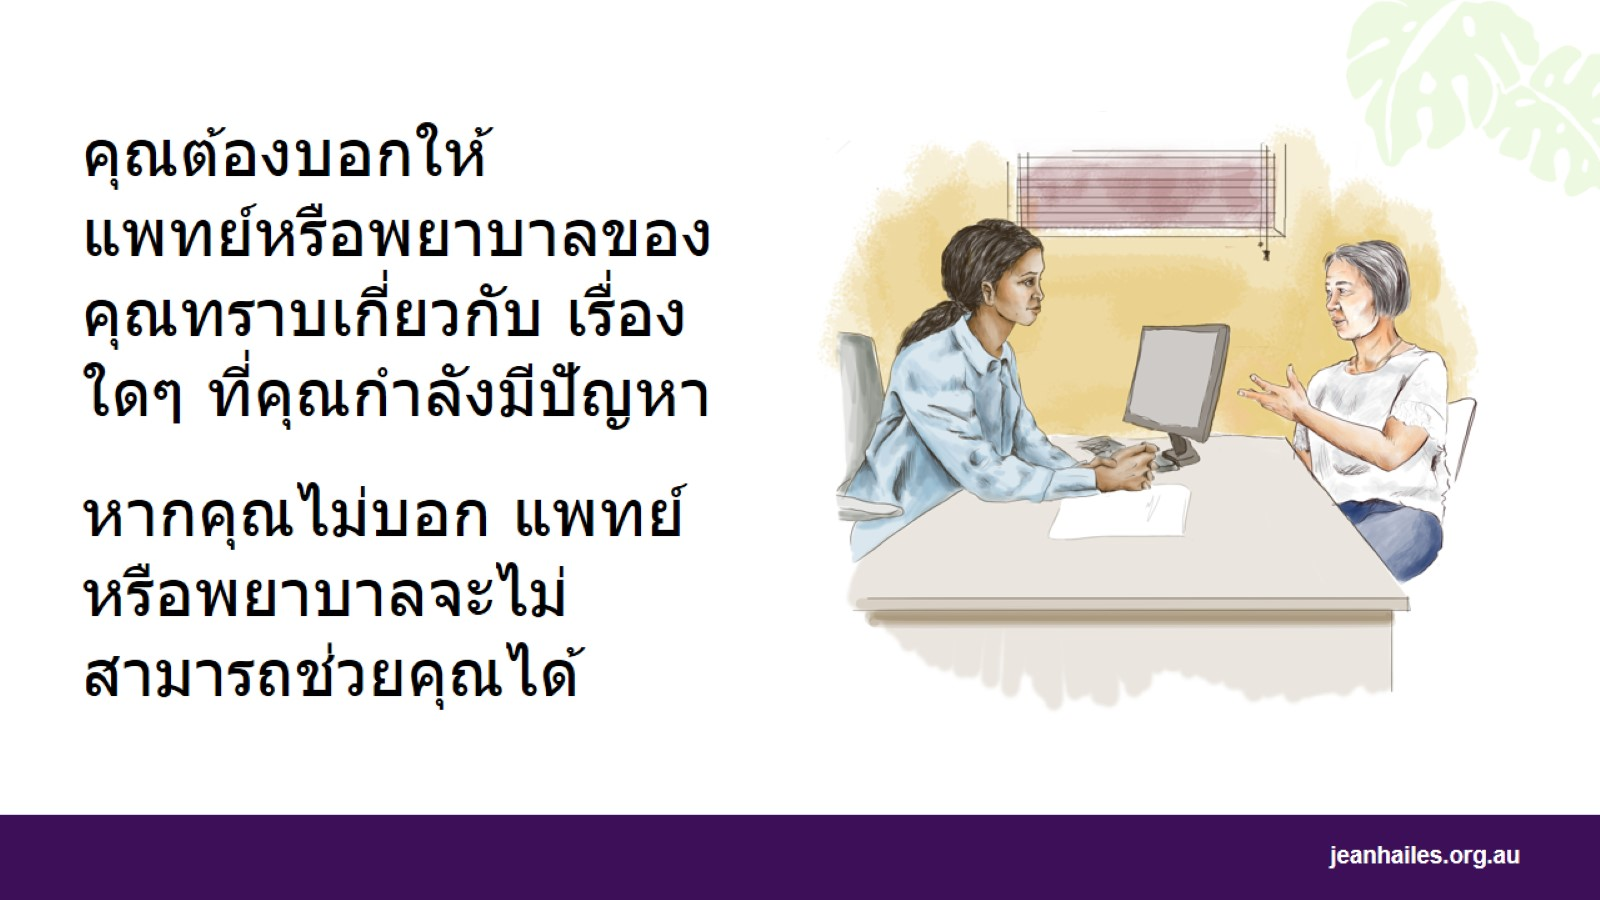 คุณต้องบอกให้
แพทย์หรือพยาบาลของ
คุณทราบเกี่ยวกับ เรื่อง
ใดๆ ที่คุณกำลังมีปัญหา
หากคุณไม่บอก แพทย์
หรือพยาบาลจะไม่
สามารถช่วยคุณได้
jeanhailes.org.au